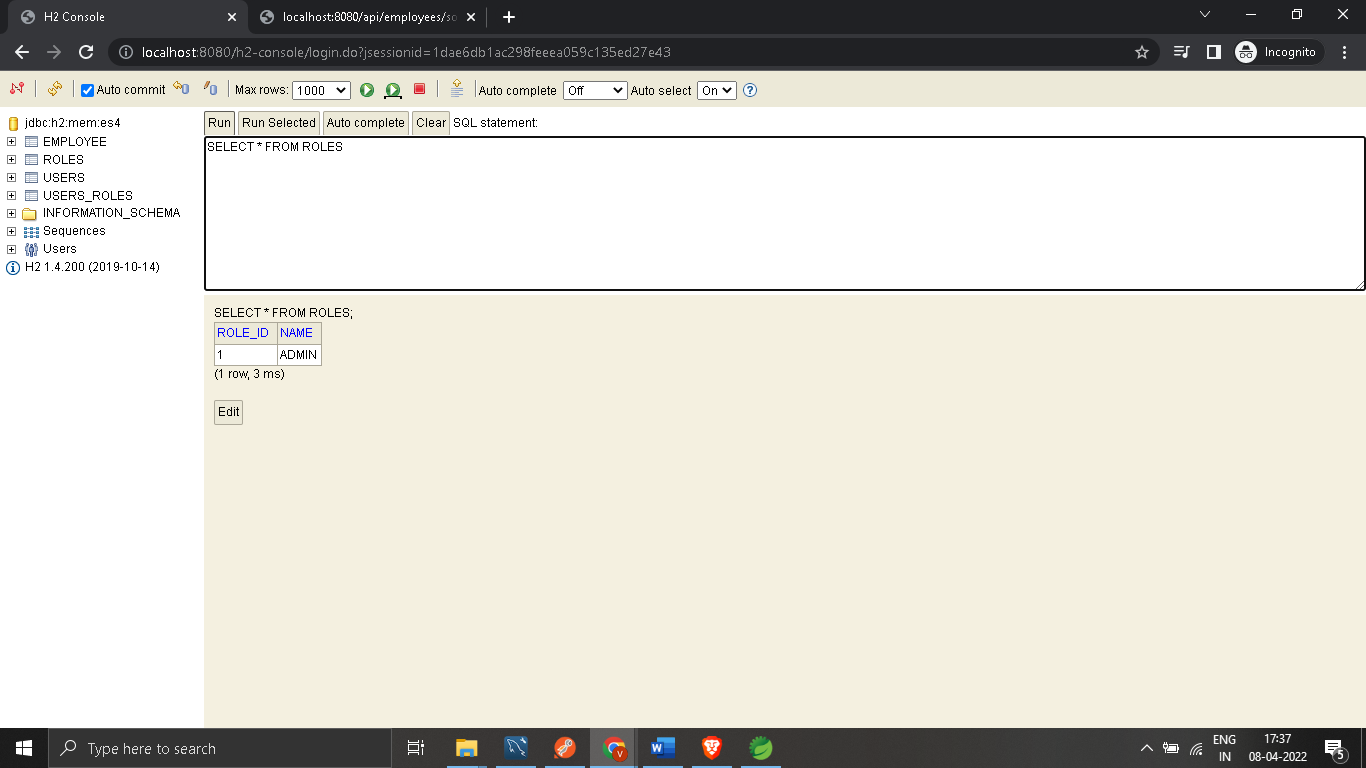 H2 Console
localhost:8080/api/employees/so
localhost:8080/h2-console/login.do?jsessionid=1dae6db1ac298feeea059c135ed27e43
Incognito
Auto commit Max rows: 1000 Auto complete Off Auto select On ?
jdbc:h2:mem:es4
EMPLOYEE
ROLES
USERS
USERS_ROLES
INFORMATION_SCHEMA
Sequences
Users
H2 1.4.200 (2019-10-14)
Run Run Selected Auto complete Clear SQL statement:
SELECT * FROM ROLES
SELECT * FROM ROLES;
ROLE_ID NAME
1 ADMIN
(1 row, 3 ms)
Edit
Type here to search
V
W
ENG
IN
17:37
08-04-2022
5